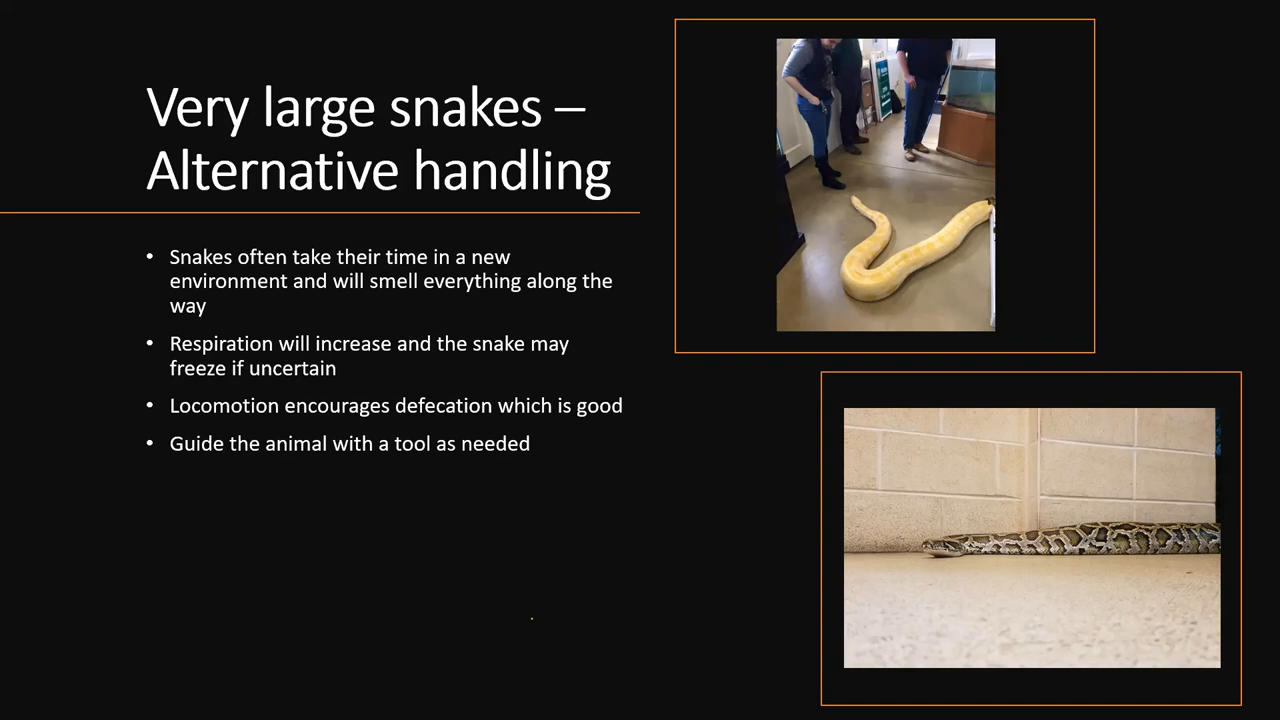 Very large snakes –
Alternative handling
• Snakes often take their time in a new
environment and will smell everything along the
way
• Respiration will increase and the snake may
freeze if uncertain
• Locomotion encourages defecation which is good
• Guide the animal with a tool as needed